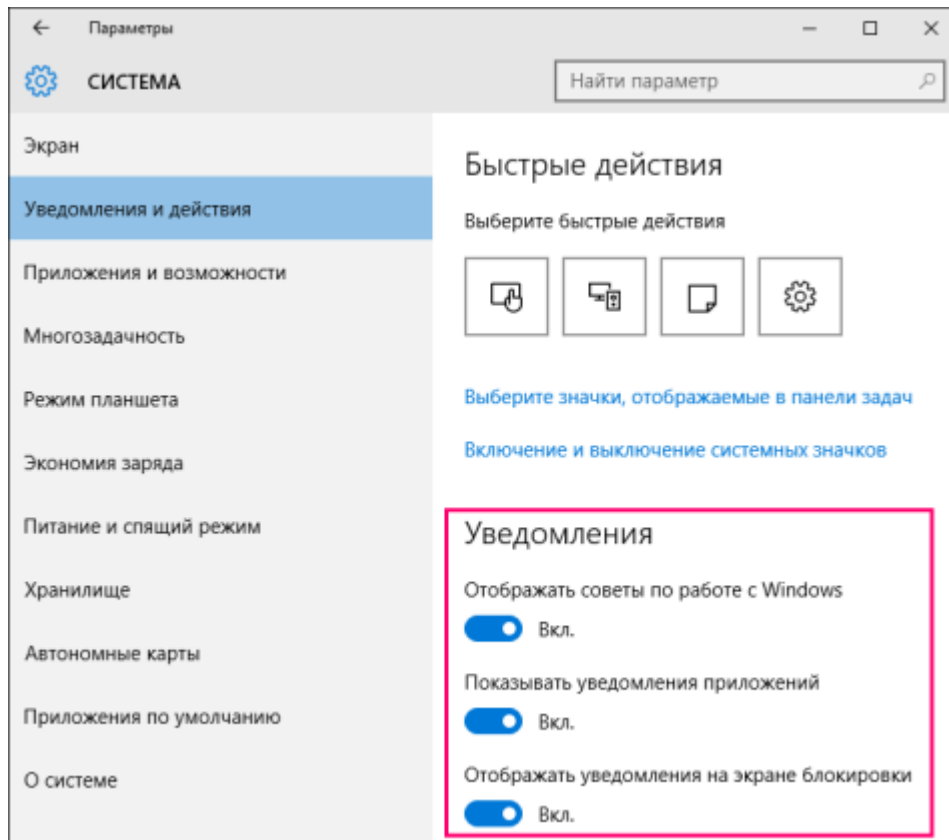 Параметры
СИСТЕМА
Найти параметр
Экран
Уведомления и действия
Приложения и возможности
Многозадачность
Режим планшета
Экономия заряда
Питание и спящий режим
Хранилище
Автономные карты
Приложения по умолчанию
О системе
Быстрые действия
Выберите быстрые действия
Выберите значки, отображаемые в панели задач
Включение и выключение системных значков
Уведомления
Отображать советы по работе с Windows
Вкл.
Показывать уведомления приложений
Вкл.
Отображать уведомления на экране блокировки
Вкл.